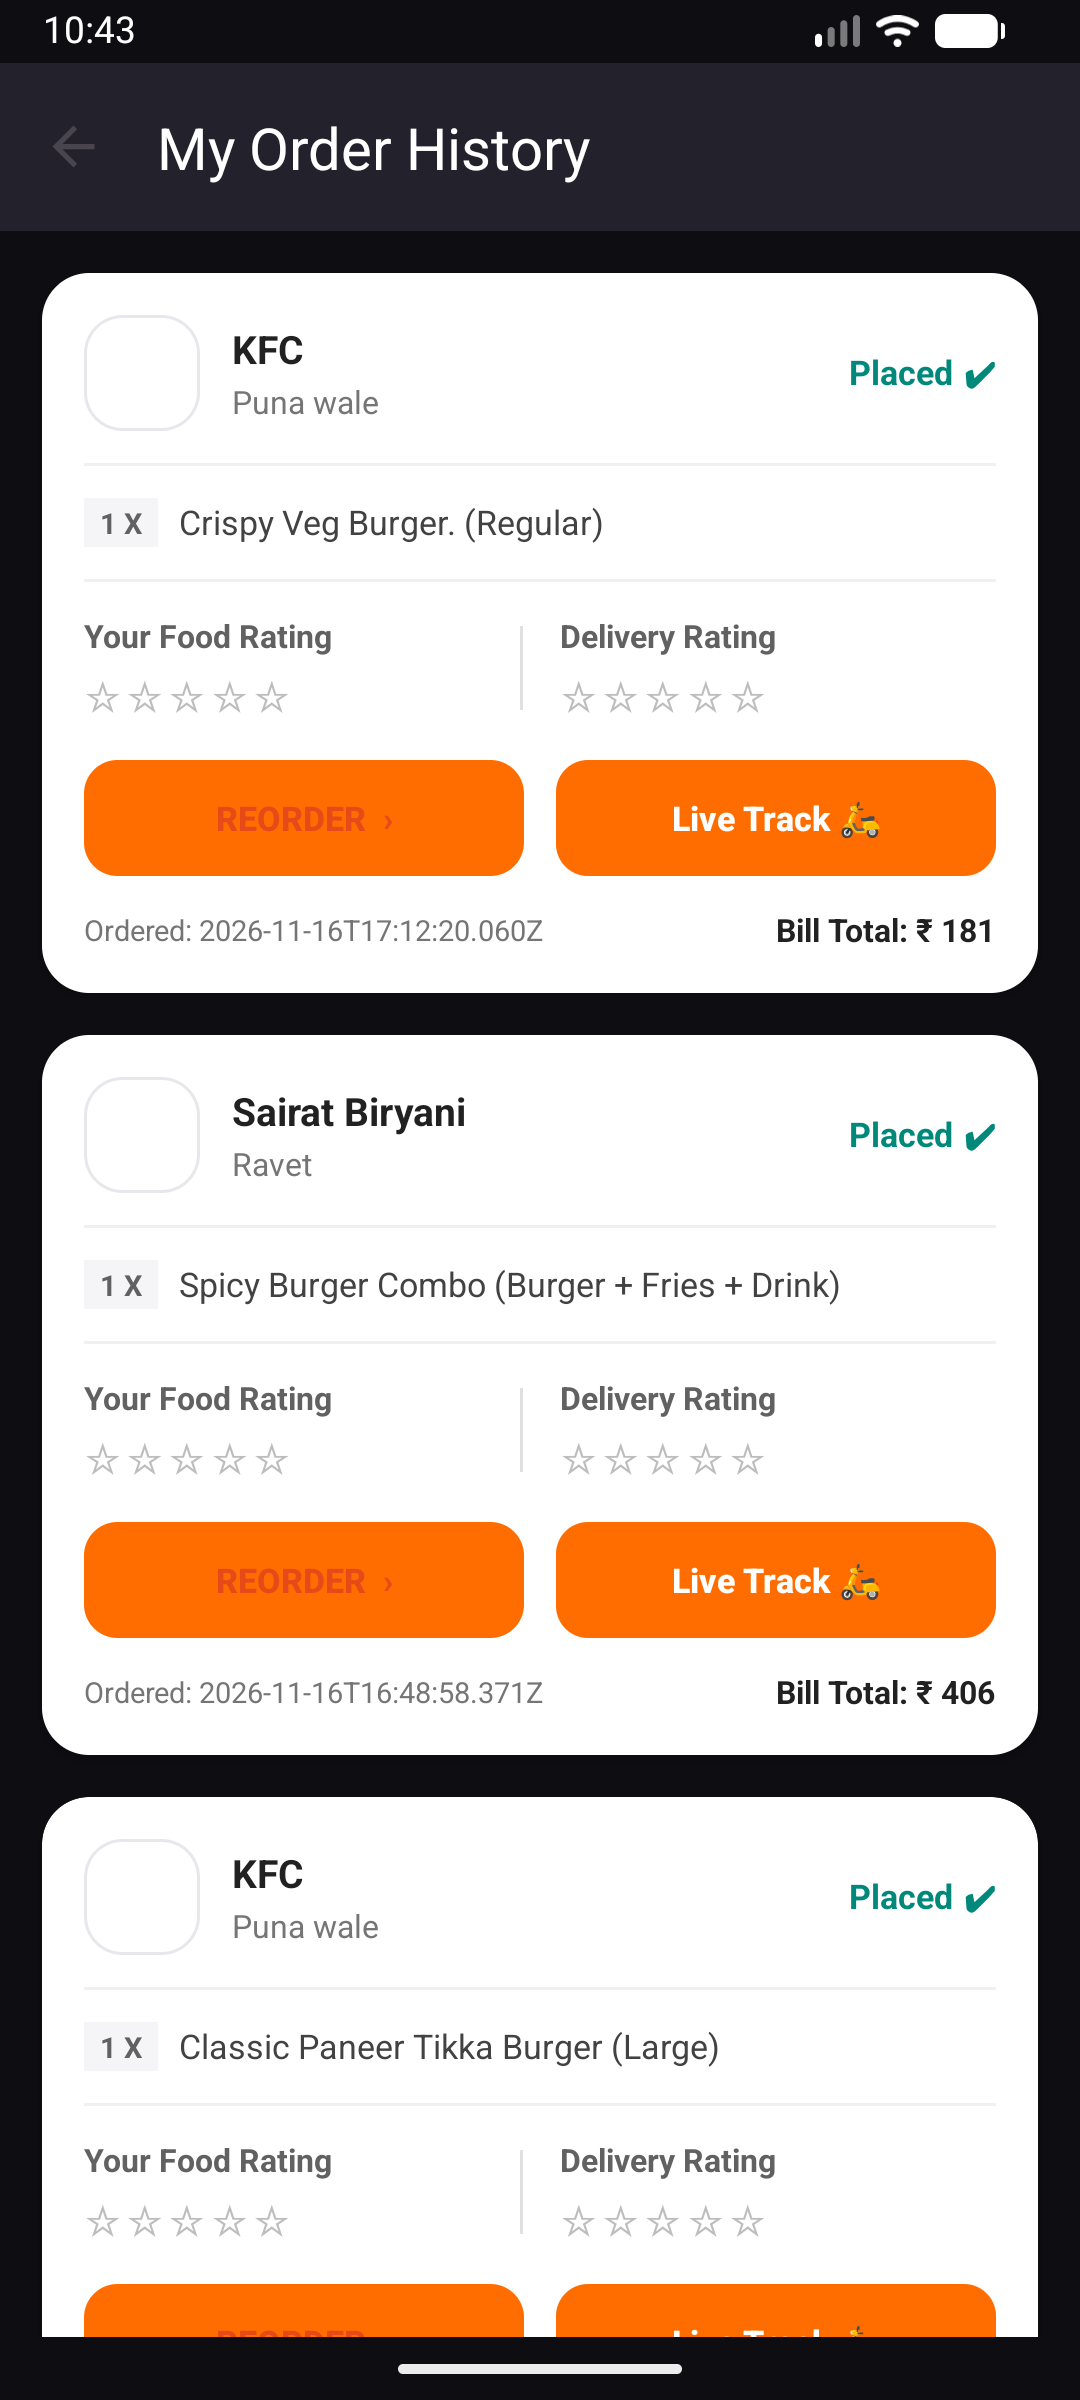 10:43
My Order History
KFC
Puna wale
Placed ✔
1 X Crispy Veg Burger. (Regular)
Your Food Rating
Delivery Rating
☆ ☆ ☆ ☆ ☆
☆ ☆ ☆ ☆ ☆
REORDER ›
Live Track 🛵
Ordered: 2026-11-16T17:12:20.060Z
Bill Total: ₹ 181
Sairat Biryani
Ravet
Placed ✔
1 X Spicy Burger Combo (Burger + Fries + Drink)
Your Food Rating
Delivery Rating
☆ ☆ ☆ ☆ ☆
☆ ☆ ☆ ☆ ☆
REORDER ›
Live Track 🛵
Ordered: 2026-11-16T16:48:58.371Z
Bill Total: ₹ 406
KFC
Puna wale
Placed ✔
1 X Classic Paneer Tikka Burger (Large)
Your Food Rating
Delivery Rating
☆ ☆ ☆ ☆ ☆
☆ ☆ ☆ ☆ ☆
REORDER
Live Track 🛵